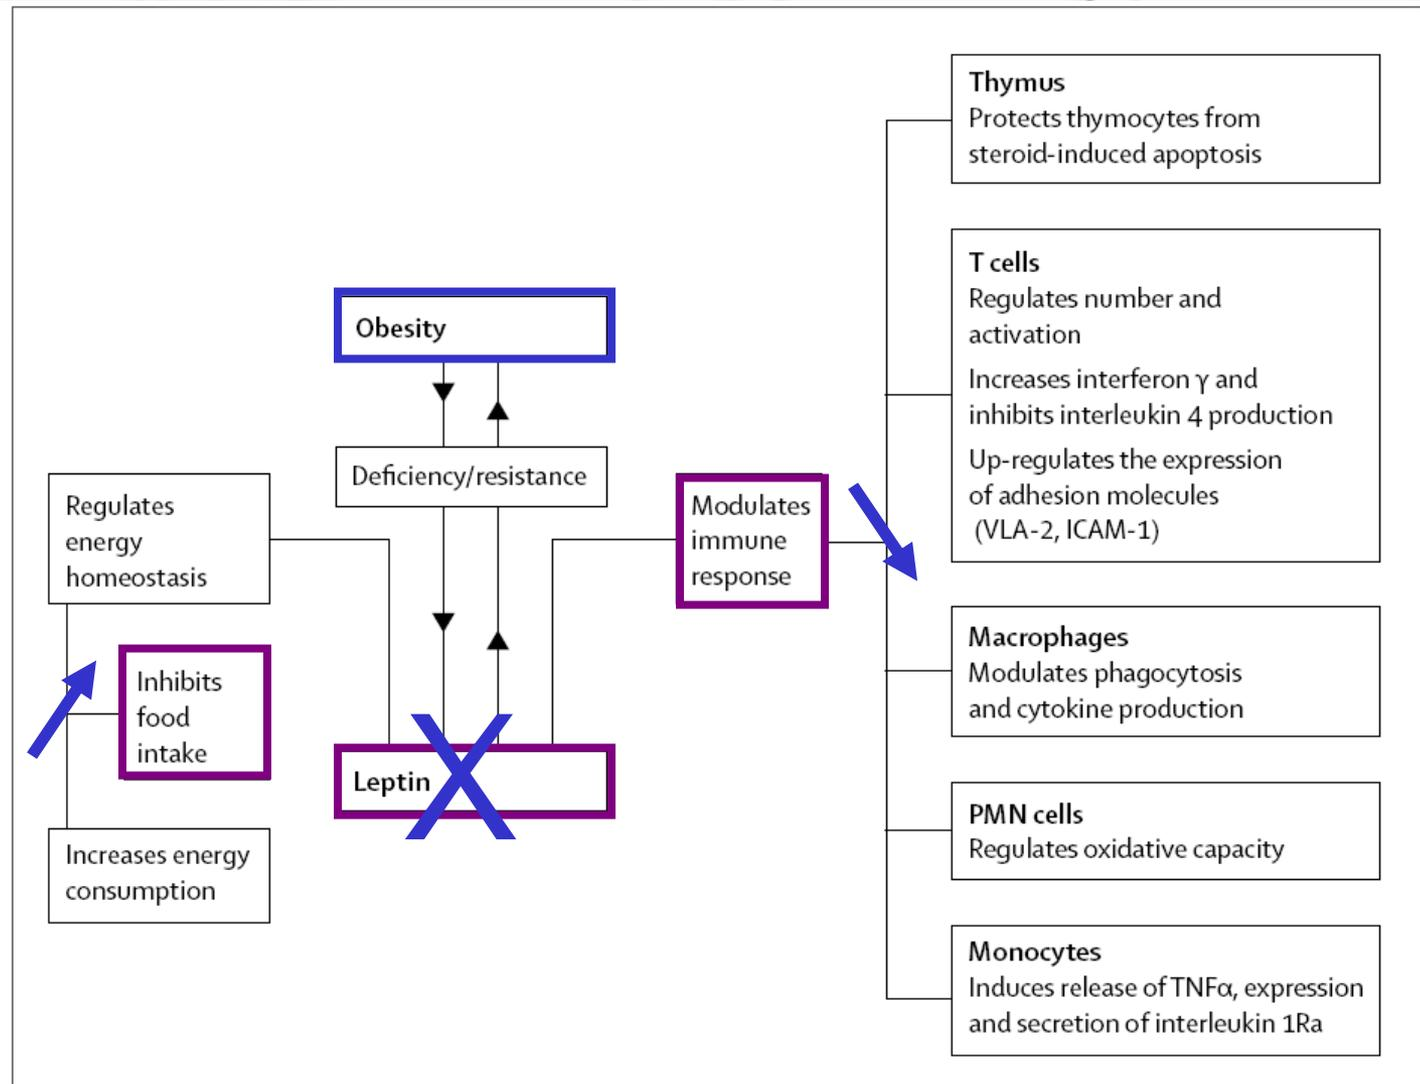 Obesity
Deficiency/resistance
Regulates
energy
homeostasis
Inhibits
food
intake
Increases energy
consumption
Leptin
Modulates
immune
response
Thymus
Protects thymocytes from
steroid-induced apoptosis
T cells
Regulates number and
activation
Increases interferon γ and
inhibits interleukin 4 production
Up-regulates the expression
of adhesion molecules
(VLA-2, ICAM-1)
Macrophages
Modulates phagocytosis
and cytokine production
PMN cells
Regulates oxidative capacity
Monocytes
Induces release of TNFα, expression
and secretion of interleukin 1Ra